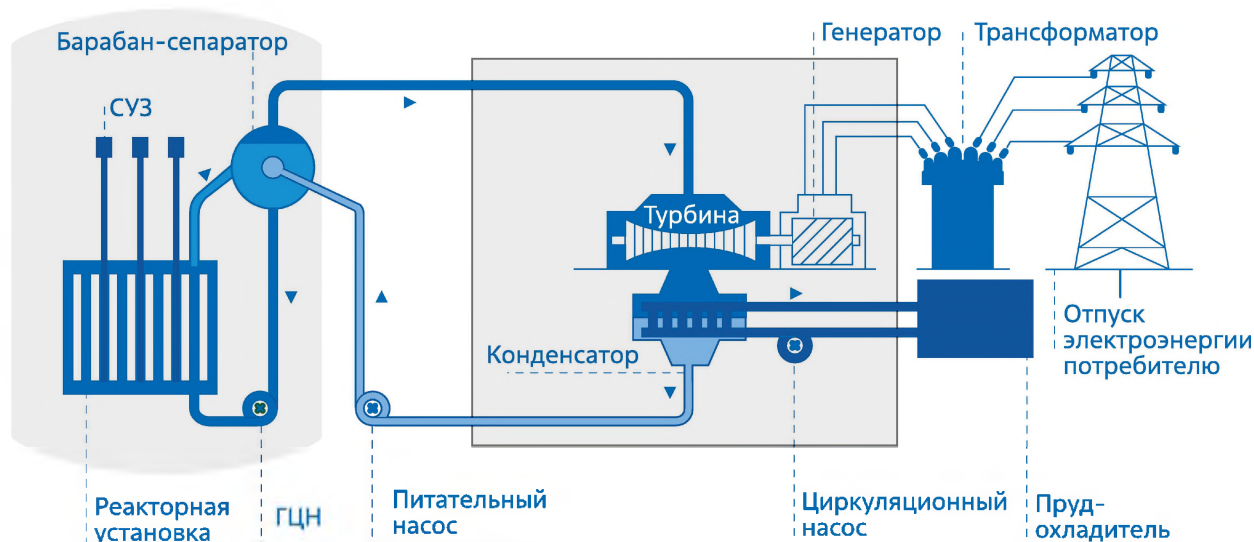 Барабан-сепаратор
Генератор
Трансформатор
СУЗ
Турбина
Конденсатор
Отпуск
электроэнергии
потребителю
Реакторная
установка
ГЦН
Питательный
насос
Циркуляционный
насос
Пруд-
охладитель